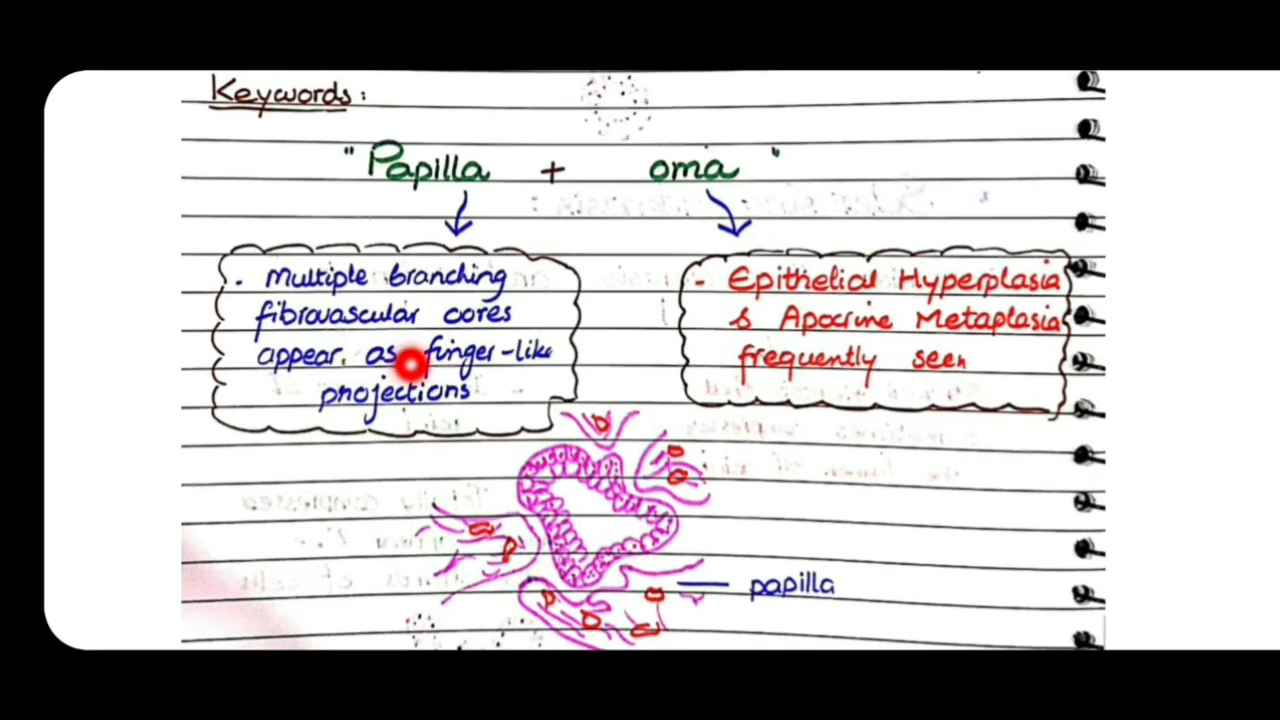 Keywords:
"Papilla + oma"
- Multiple branching
fibrovascular cores
appear as finger-like
projections
- Epithelial Hyperplasia
& Apocrine Metaplasia
frequently seen
papilla